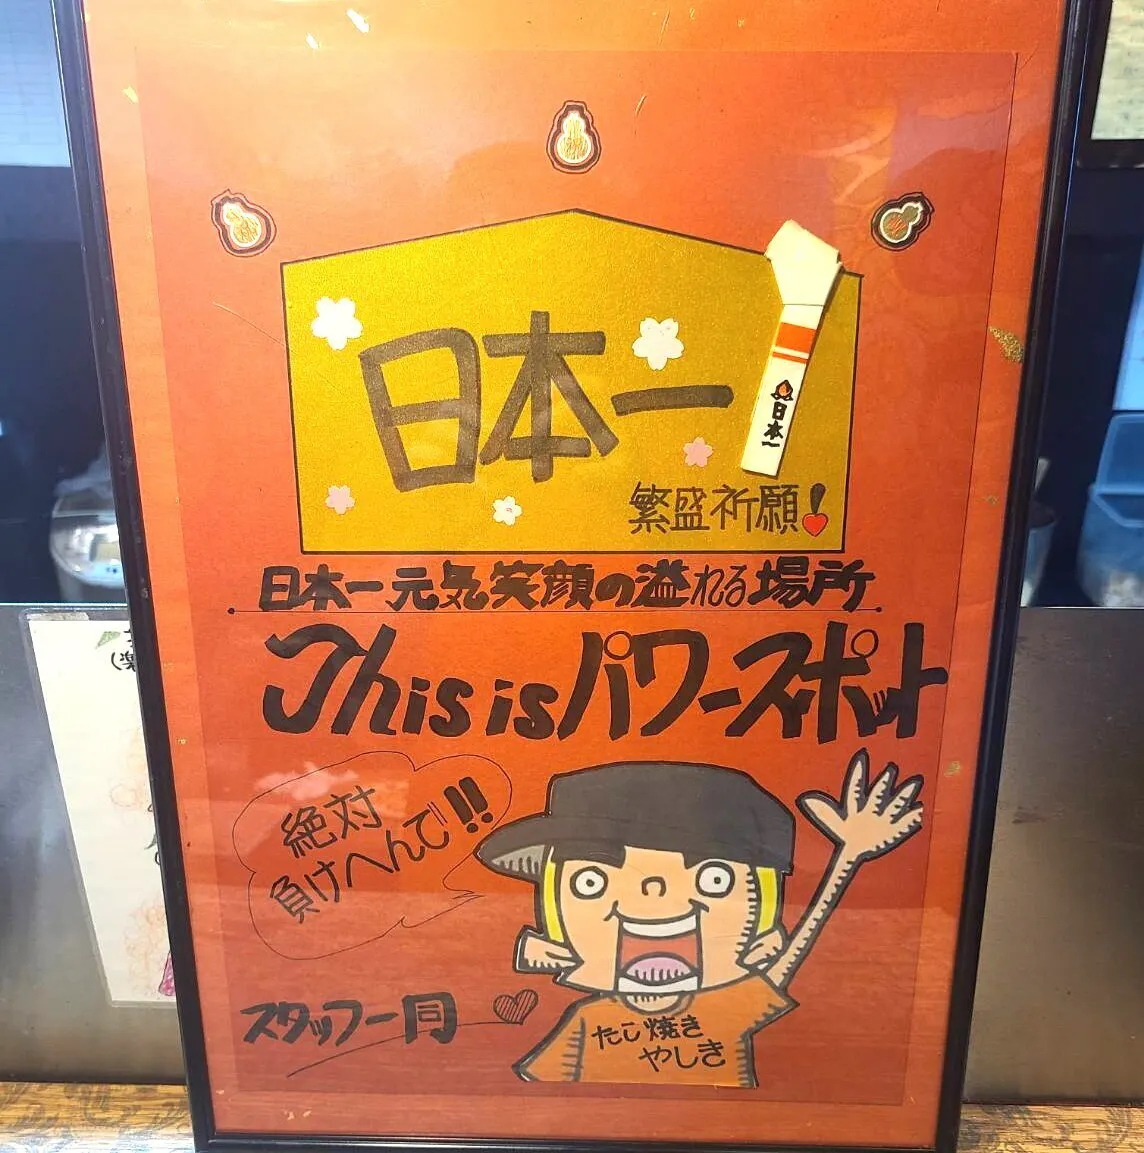 日本一
日本一
繁盛祈願!
日本一元気笑顔の溢れる場所
This isパワースポット
絶対
負けへんで!!
スタッフ一同
たこ焼き
やしき